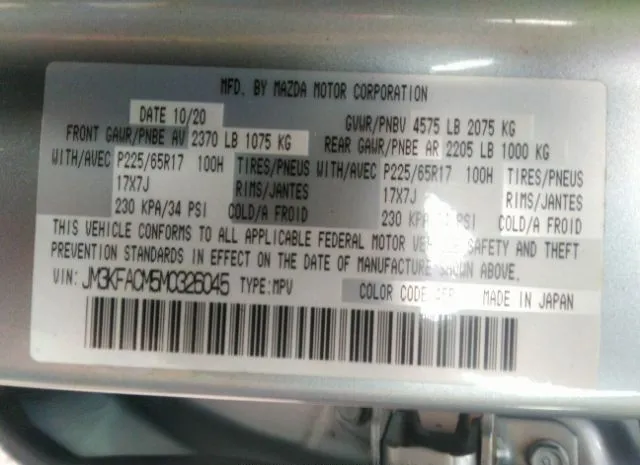 MFD. BY MAZDA MOTOR CORPORATION
DATE 10/20 GVWR/PNBV 4575 LB 2075 KG
FRONT GAWR/PNBE AV 2370 LB 1075 KG REAR GAWR/PNBE AR 2205 LB 1000 KG
WITH/AVEC P225/65R17 100H TIRES/PNEUS WITH/AVEC P225/65R17 100H TIRES/PNEUS
17X7J RIMS/JANTES 17X7J RIMS/JANTES
230 KPA/34 PSI COLD/A FROID 230 KPA/ PSI COLD/A FROID
THIS VEHICLE CONFORMS TO ALL APPLICABLE FEDERAL MOTOR SAFETY AND THEFT
PREVENTION STANDARDS IN EFFECT ON THE DATE OF MANUFACTURE SHOWN ABOVE.
VIN: JM3KFACM5M0326045 TYPE: MPV COLOR CODE MADE IN JAPAN